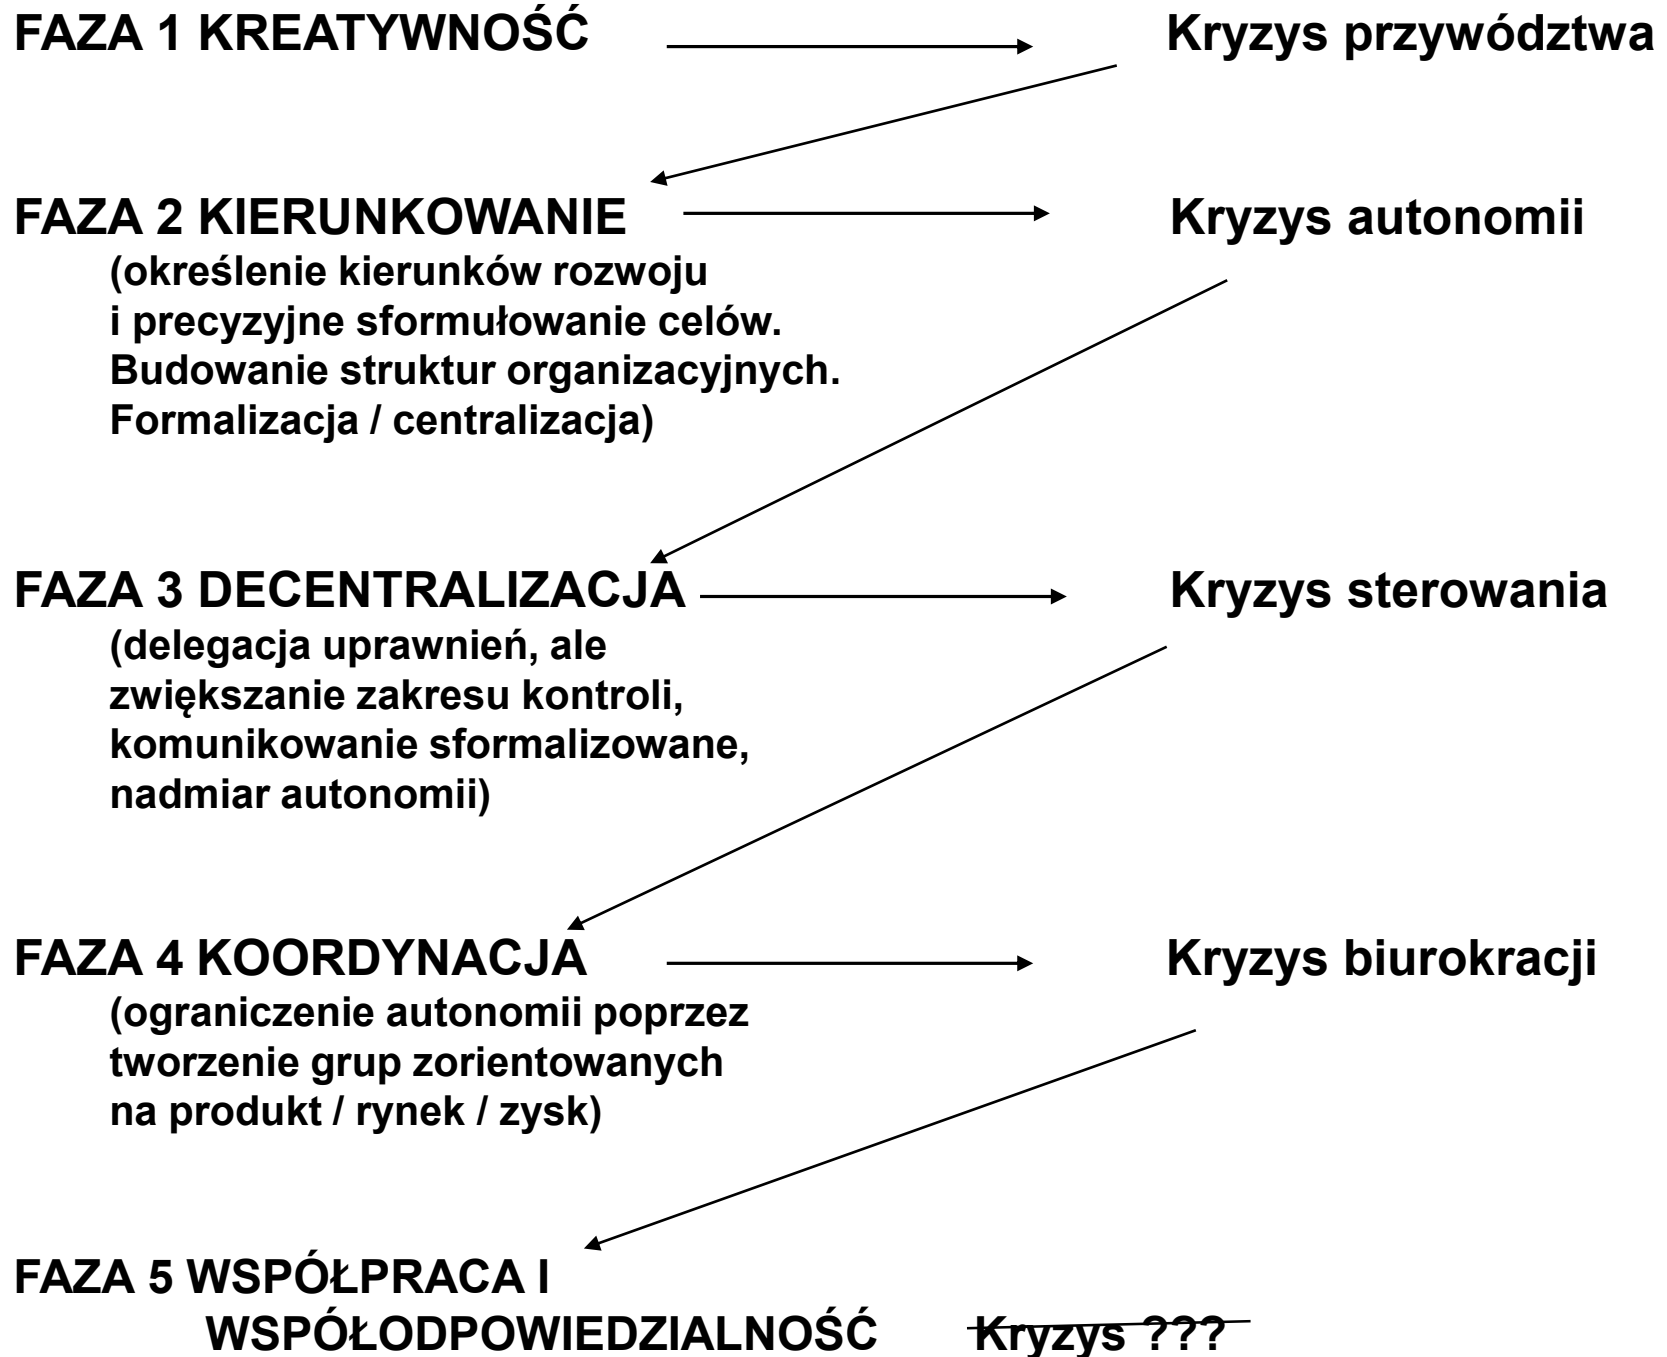 FAZA 1 KREATYWNOŚĆ Kryzys przywództwa
FAZA 2 KIERUNKOWANIE Kryzys autonomii
(określenie kierunków rozwoju
i precyzyjne sformułowanie celów.
Budowanie struktur organizacyjnych.
Formalizacja / centralizacja)
FAZA 3 DECENTRALIZACJA Kryzys sterowania
(delegacja uprawnień, ale
zwiększanie zakresu kontroli,
komunikowanie sformalizowane,
nadmiar autonomii)
FAZA 4 KOORDYNACJA Kryzys biurokracji
(ograniczenie autonomii poprzez
tworzenie grup zorientowanych
na produkt / rynek / zysk)
FAZA 5 WSPÓŁPRACA I
WSPÓŁODPOWIEDZIALNOŚĆ Kryzys ???